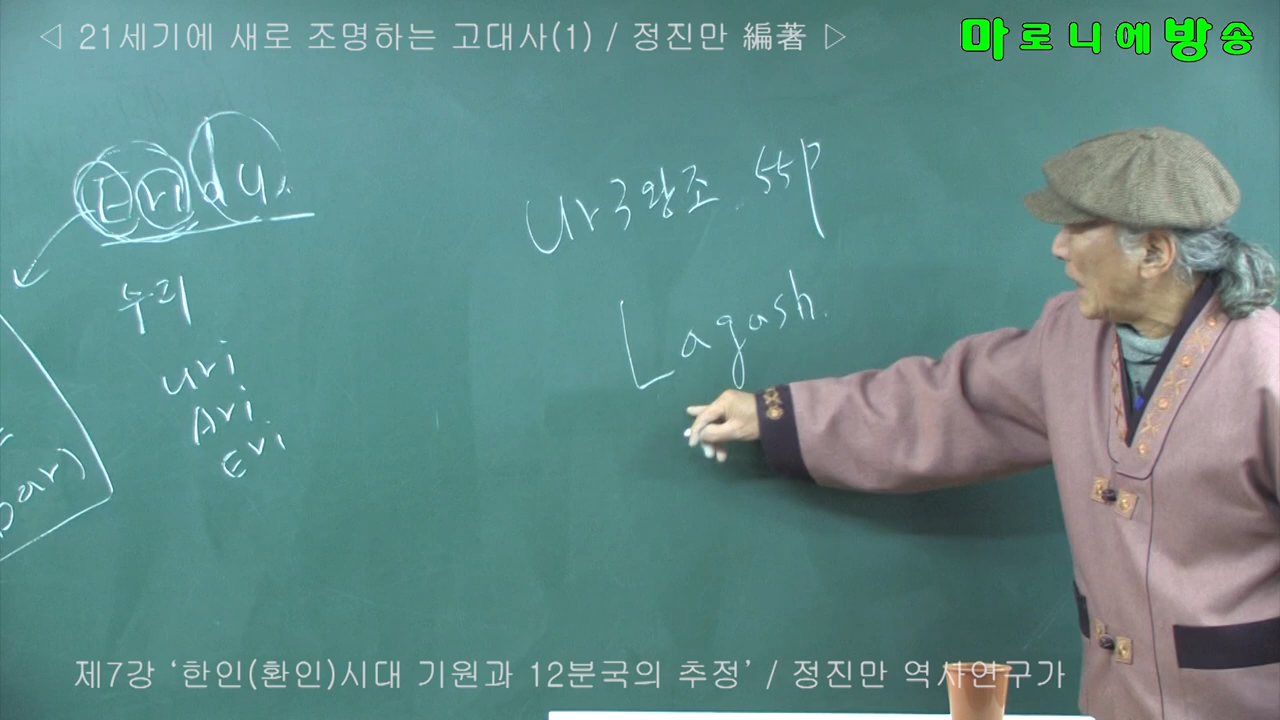 ◁ 21세기에 새로 조명하는 고대사(1) / 정진만 編著 ▷
마로니에방송
Eridu
누리
uri
Ari
Eri
Ur 3왕조. 55p
Lagash.
bar)
제7강 ‘한인(환인)시대 기원과 12분국의 추정’ / 정진만 역사연구가